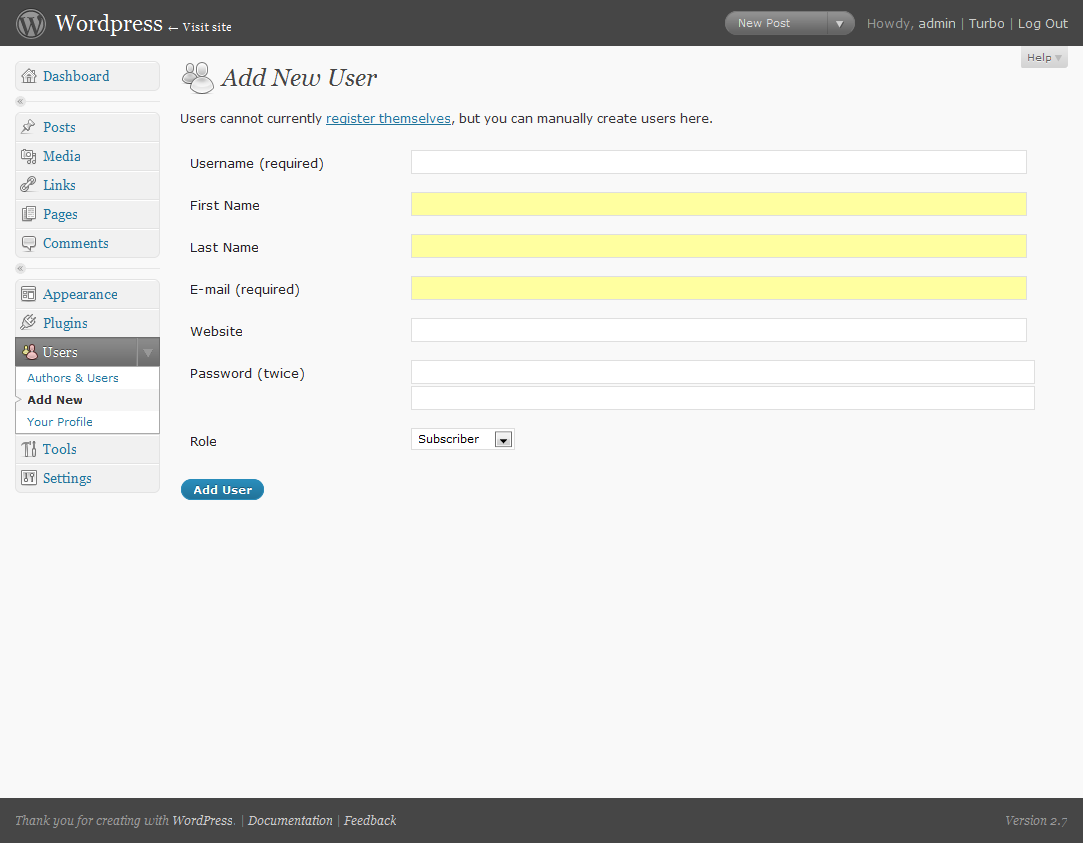 Wordpress ← Visit site
New Post
Howdy, admin | Turbo | Log Out
Help
Dashboard
Posts
Media
Links
Pages
Comments
Appearance
Plugins
Users
Authors & Users
Add New
Your Profile
Tools
Settings
Add New User
Users cannot currently register themselves, but you can manually create users here.
Username (required)
First Name
Last Name
E-mail (required)
Website
Password (twice)
Role
Subscriber
Add User
Thank you for creating with WordPress. | Documentation | Feedback
Version 2.7